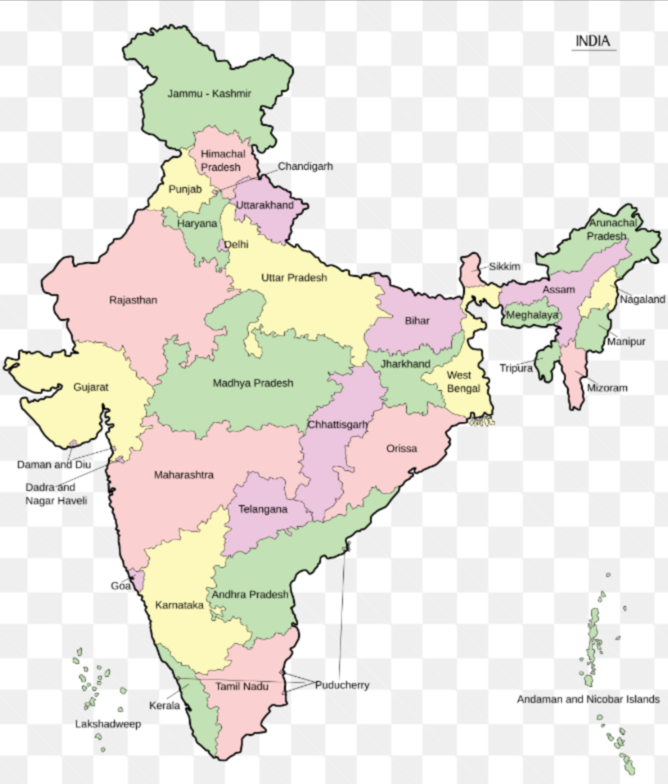 INDIA
Jammu - Kashmir
Himachal
Pradesh
Chandigarh
Punjab
Uttarakhand
Haryana
Delhi
Arunachal
Pradesh
Uttar Pradesh
Sikkim
Assam
Nagaland
Rajasthan
Bihar
Meghalaya
Manipur
Jharkhand
Tripura
Gujarat
Madhya Pradesh
West
Bengal
Mizoram
Chhattisgarh
Orissa
Daman and Diu
Maharashtra
Dadra and
Nagar Haveli
Telangana
Goa
Andhra Pradesh
Karnataka
Tamil Nadu
Puducherry
Andaman and Nicobar Islands
Kerala
Lakshadweep